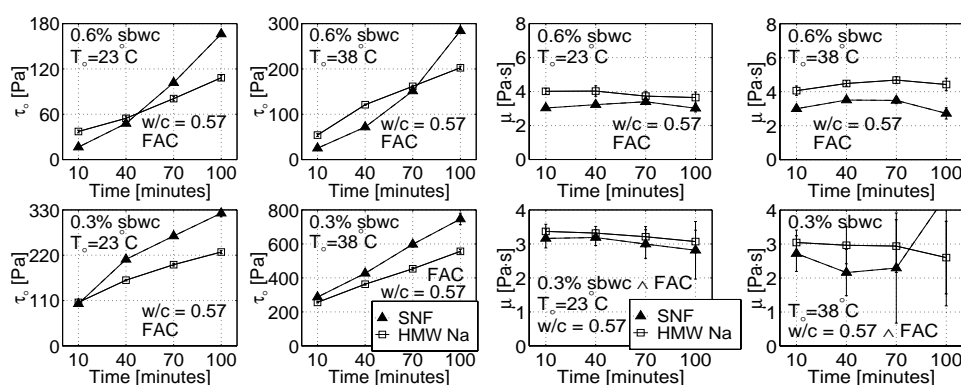 180
120
60
0
τo [Pa]
0.6% sbwc
To=23°C
w/c = 0.57
FAC
10 40 70 100
Time [minutes]
300
200
100
0
τo [Pa]
0.6% sbwc
To=38°C
w/c = 0.57
FAC
10 40 70 100
Time [minutes]
8
6
4
2
0
μ [Pa·s]
0.6% sbwc
To=23°C
w/c = 0.57
FAC
10 40 70 100
Time [minutes]
8
6
4
2
0
μ [Pa·s]
0.6% sbwc
To=38°C
w/c = 0.57
FAC
10 40 70 100
Time [minutes]
330
220
110
0
τo [Pa]
0.3% sbwc
To=23°C
w/c = 0.57
FAC
10 40 70 100
Time [minutes]
800
600
400
200
0
τo [Pa]
0.3% sbwc
To=38°C
FAC
w/c = 0.57
SNF
HMW Na
10 40 70 100
Time [minutes]
4
3
2
1
0
μ [Pa·s]
0.3% sbwc ∧ FAC
To=23°C
w/c = 0.57
SNF
HMW Na
10 40 70 100
Time [minutes]
4
3
2
1
0
μ [Pa·s]
0.3% sbwc
To=38°C
w/c = 0.57 ∧ FAC
10 40 70 100
Time [minutes]